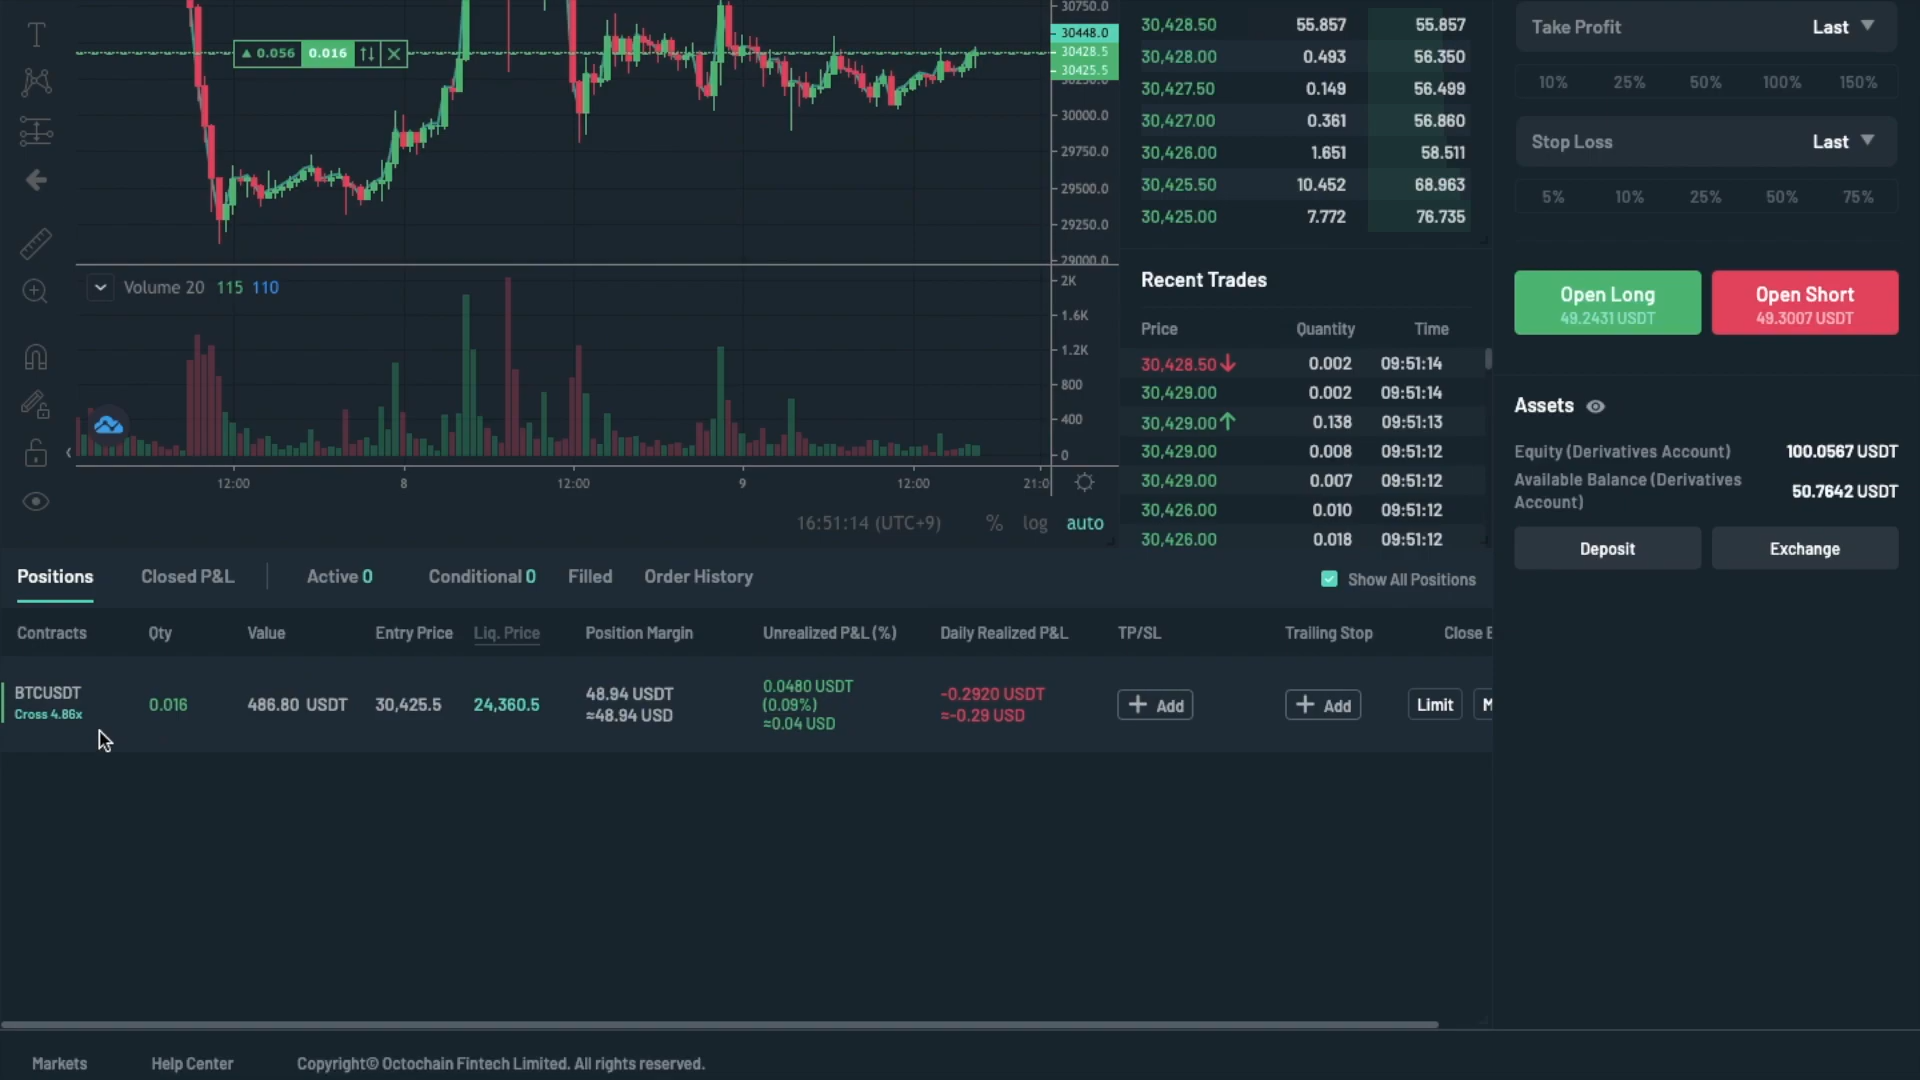 ▲ 0.056 0.016
30750.0
30448.0
30428.5
30425.5
30000.0
29750.0
29500.0
29250.0
29000.0
Volume 20 115 110
2K
1.6K
1.2K
800
400
0
12:00 8 12:00 9 12:00 21:0
16:51:14 (UTC+9) % log auto
30,428.50 55.857 55.857
30,428.00 0.493 56.350
30,427.50 0.149 56.499
30,427.00 0.361 56.860
30,426.00 1.651 58.511
30,425.50 10.452 68.963
30,425.00 7.772 76.735
Recent Trades
Price Quantity Time
30,428.50↓ 0.002 09:51:14
30,429.00 0.002 09:51:14
30,429.00↑ 0.138 09:51:13
30,429.00 0.008 09:51:12
30,429.00 0.007 09:51:12
30,426.00 0.010 09:51:12
30,426.00 0.018 09:51:12
Take Profit Last
10% 25% 50% 100% 150%
Stop Loss Last
5% 10% 25% 50% 75%
Open Long Open Short
49.2431 USDT 49.3007 USDT
Assets
Equity (Derivatives Account) 100.0567 USDT
Available Balance (Derivatives
Account) 50.7642 USDT
Deposit Exchange
Positions Closed P&L Active 0 Conditional 0 Filled Order History Show All Positions
Contracts Qty Value Entry Price Liq. Price Position Margin Unrealized P&L (%) Daily Realized P&L TP/SL Trailing Stop Close
BTCUSDT
Cross 4.86x
0.016
486.80 USDT
30,425.5
24,360.5
48.94 USDT
≈48.94 USD
0.0480 USDT
(0.09%)
≈0.04 USD
-0.2920 USDT
≈-0.29 USD
+ Add
+ Add
Limit
M
Markets Help Center Copyright© Octochain Fintech Limited. All rights reserved.